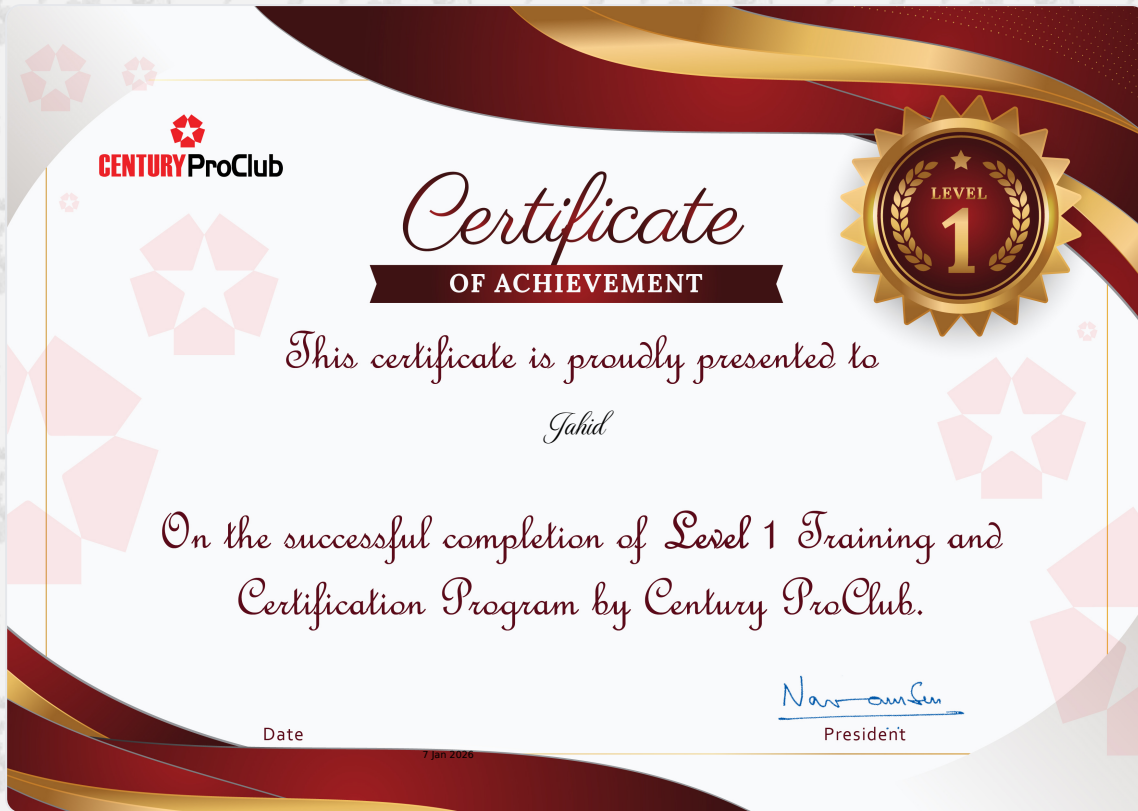 CENTURY ProClub
LEVEL
1
Certificate
OF ACHIEVEMENT
This certificate is proudly presented to
Jahid
On the successful completion of Level 1 Training and
Certification Program by Century ProClub.
Date
President
7 Jan 2026